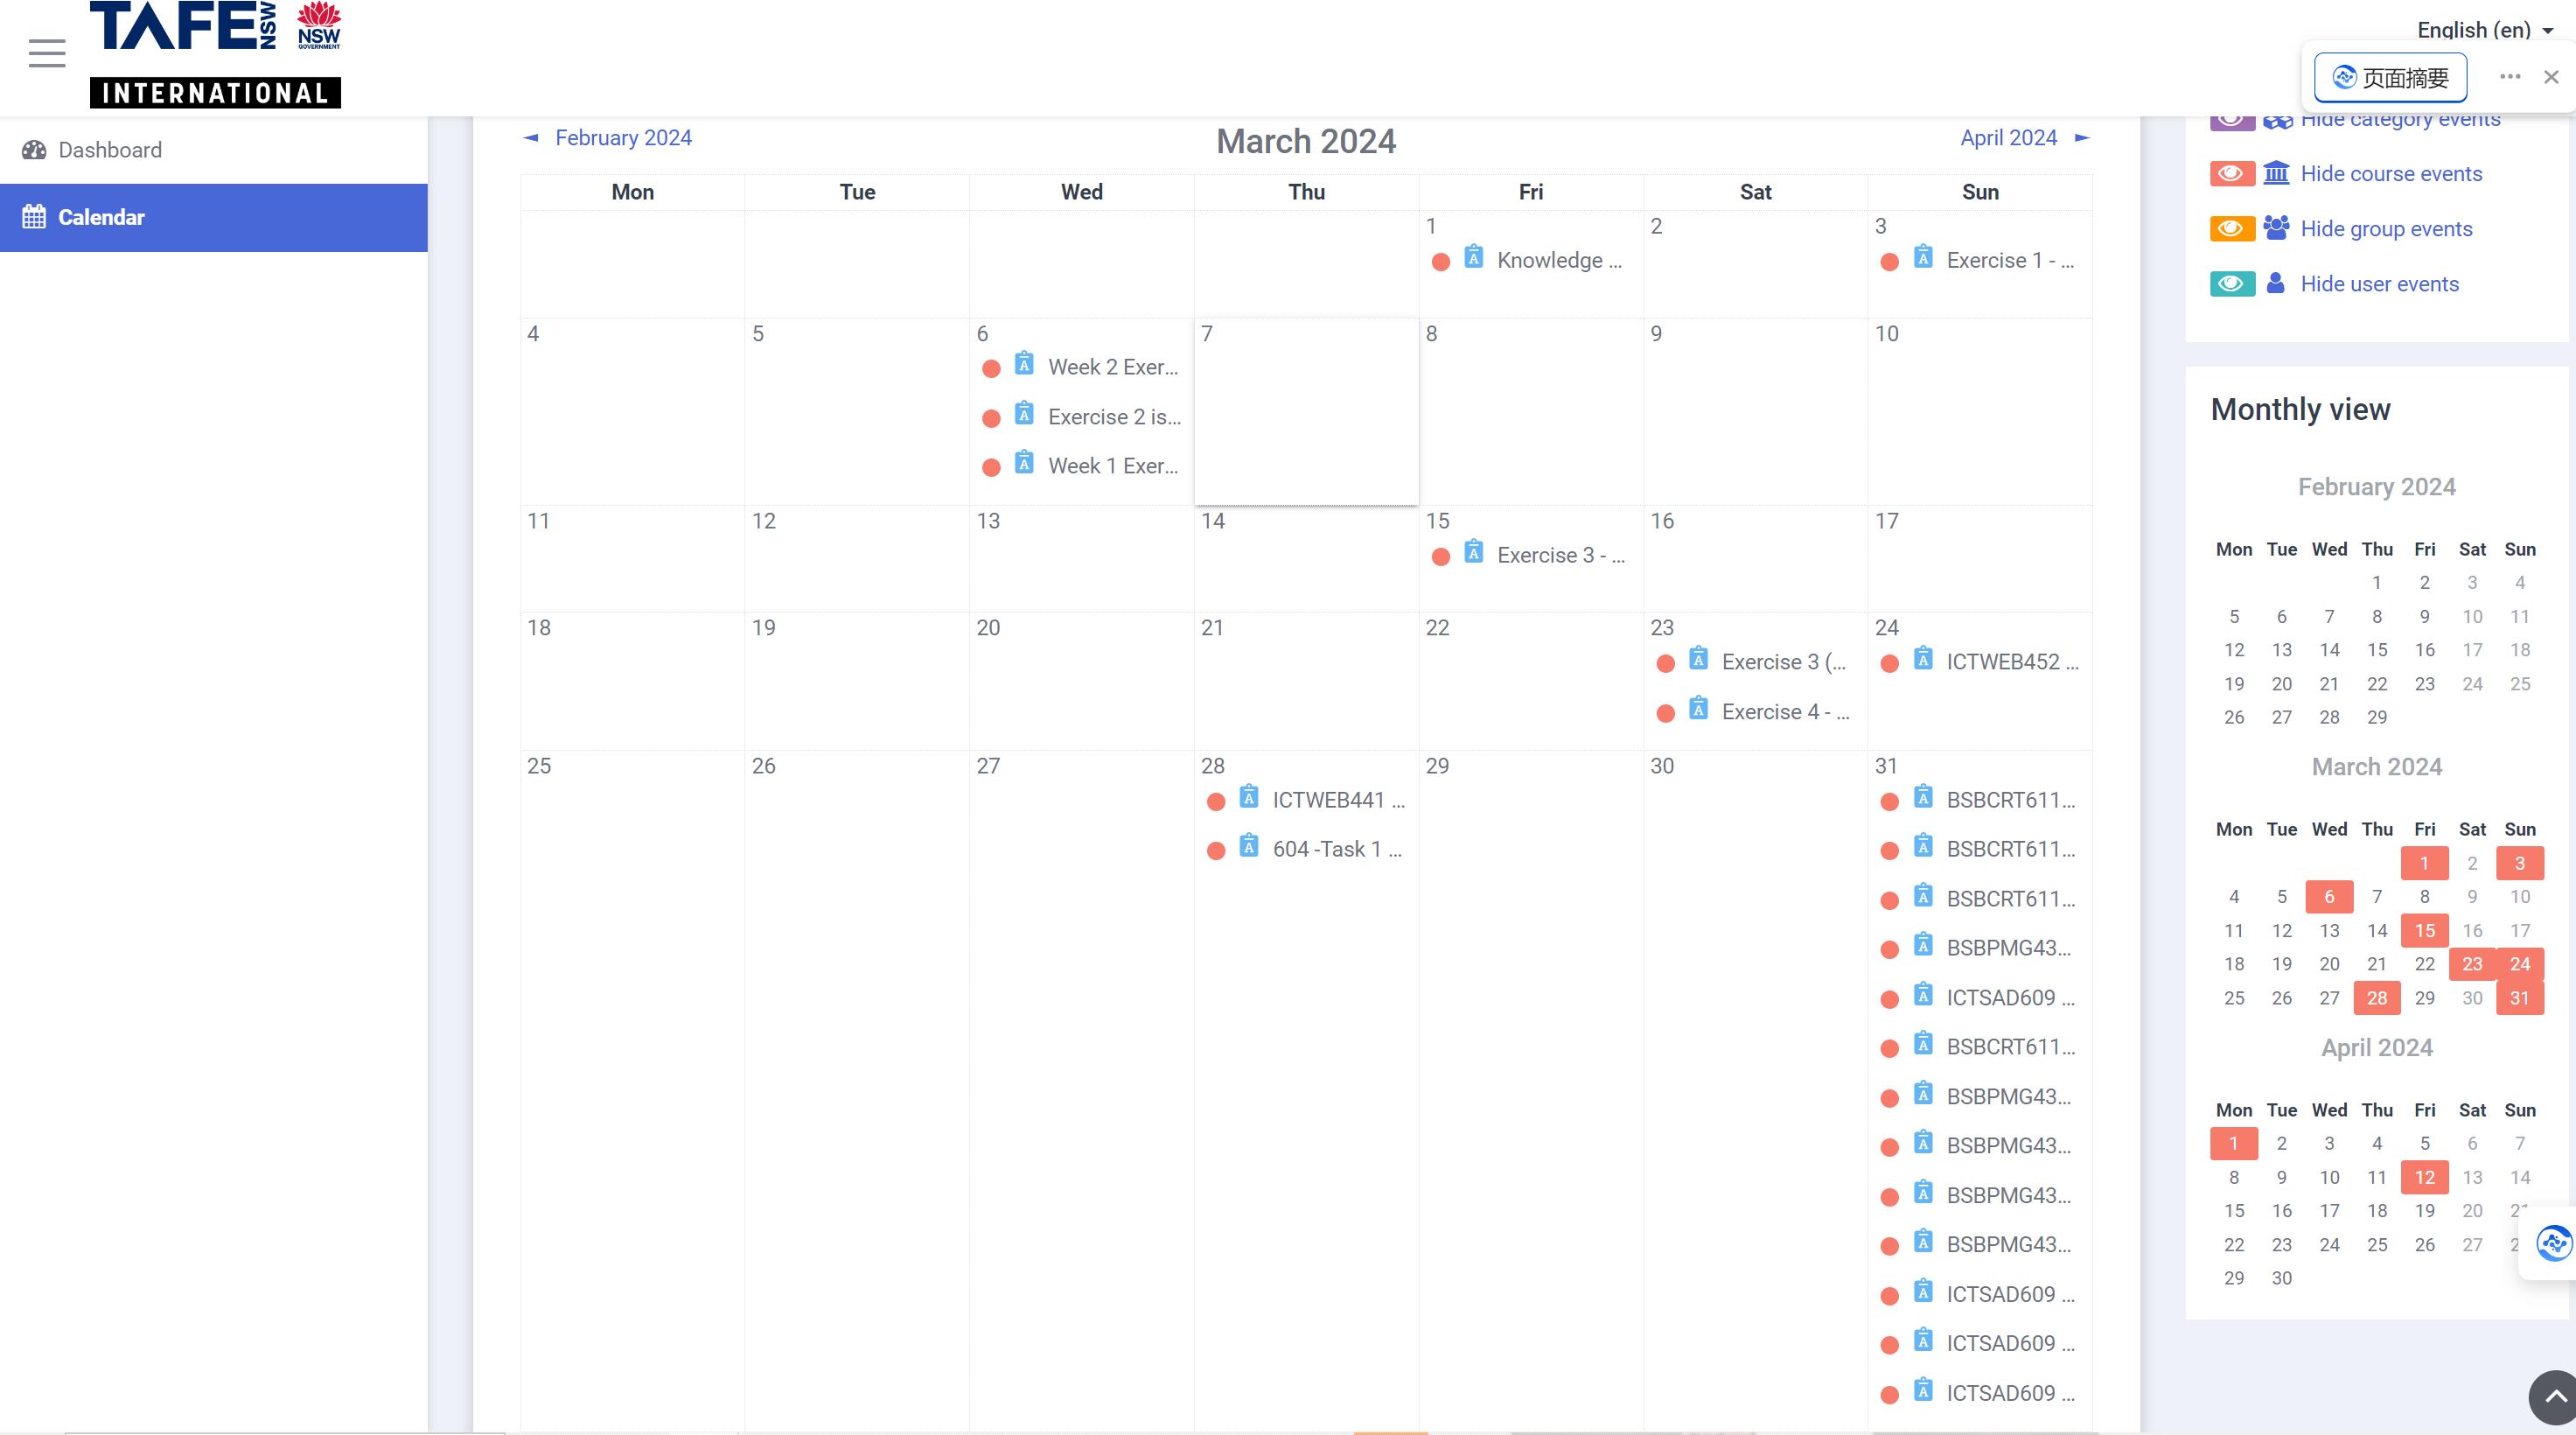 TAFE NSW
NSW
GOVERNMENT
INTERNATIONAL
English (en)
页面摘要
Dashboard
Calendar
February 2024
March 2024
April 2024
Mon Tue Wed Thu Fri Sat Sun
1 2 3
Knowledge ... Exercise 1 - ...
4 5 6 7 8 9 10
Week 2 Exer...
Exercise 2 is...
Week 1 Exer...
11 12 13 14 15 16 17
Exercise 3 - ...
18 19 20 21 22 23 24
Exercise 3 (... ICTWEB452 ...
Exercise 4 - ...
25 26 27 28 29 30 31
ICTWEB441 ... BSBCRT611...
604 -Task 1 ... BSBCRT611...
BSBCRT611...
BSBPMG43...
ICTSAD609 ...
BSBCRT611...
BSBPMG43...
BSBPMG43...
BSBPMG43...
BSBPMG43...
ICTSAD609 ...
ICTSAD609 ...
ICTSAD609 ...
Hide category events
Hide course events
Hide group events
Hide user events
Monthly view
February 2024
Mon Tue Wed Thu Fri Sat Sun
1 2 3 4
5 6 7 8 9 10 11
12 13 14 15 16 17 18
19 20 21 22 23 24 25
26 27 28 29
March 2024
Mon Tue Wed Thu Fri Sat Sun
1 2 3
4 5 6 7 8 9 10
11 12 13 14 15 16 17
18 19 20 21 22 23 24
25 26 27 28 29 30 31
April 2024
Mon Tue Wed Thu Fri Sat Sun
1 2 3 4 5 6 7
8 9 10 11 12 13 14
15 16 17 18 19 20 21
22 23 24 25 26 27
29 30